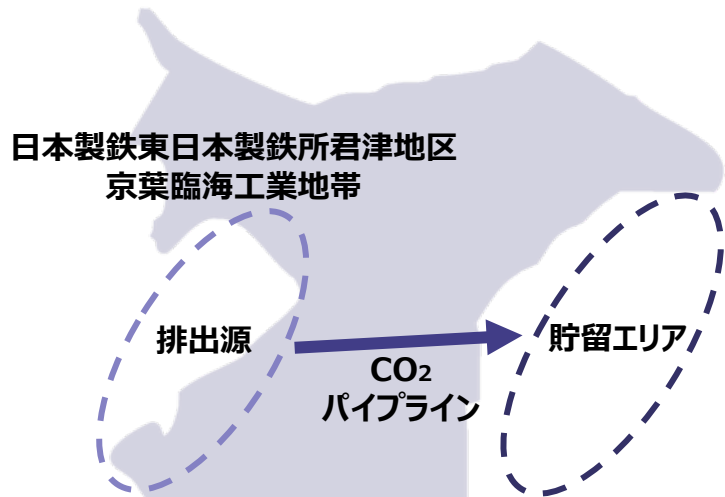 日本製鉄東日本製鉄所君津地区
京葉臨海工業地帯
排出源
貯留エリア
CO2
パイプライン